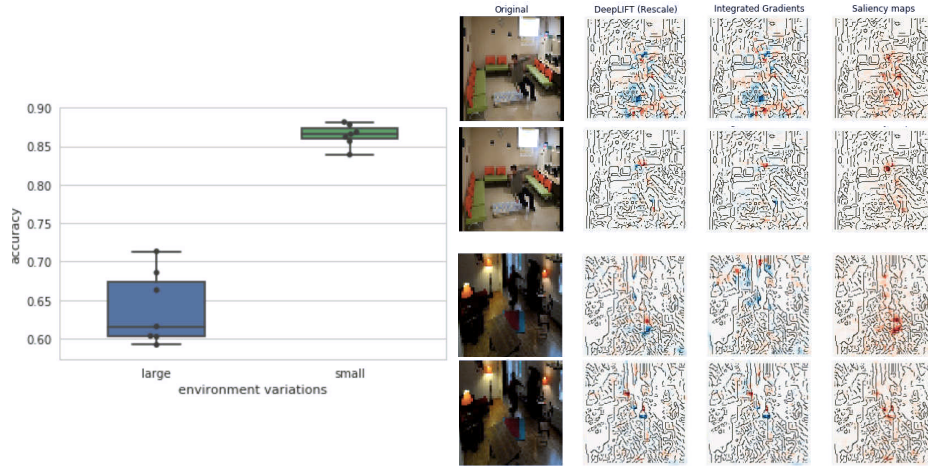 Original DeepLIFT (Rescale) Integrated Gradients Saliency maps
0.90
0.85
0.80
0.75
0.70
0.65
0.60
accuracy
large small
environment variations